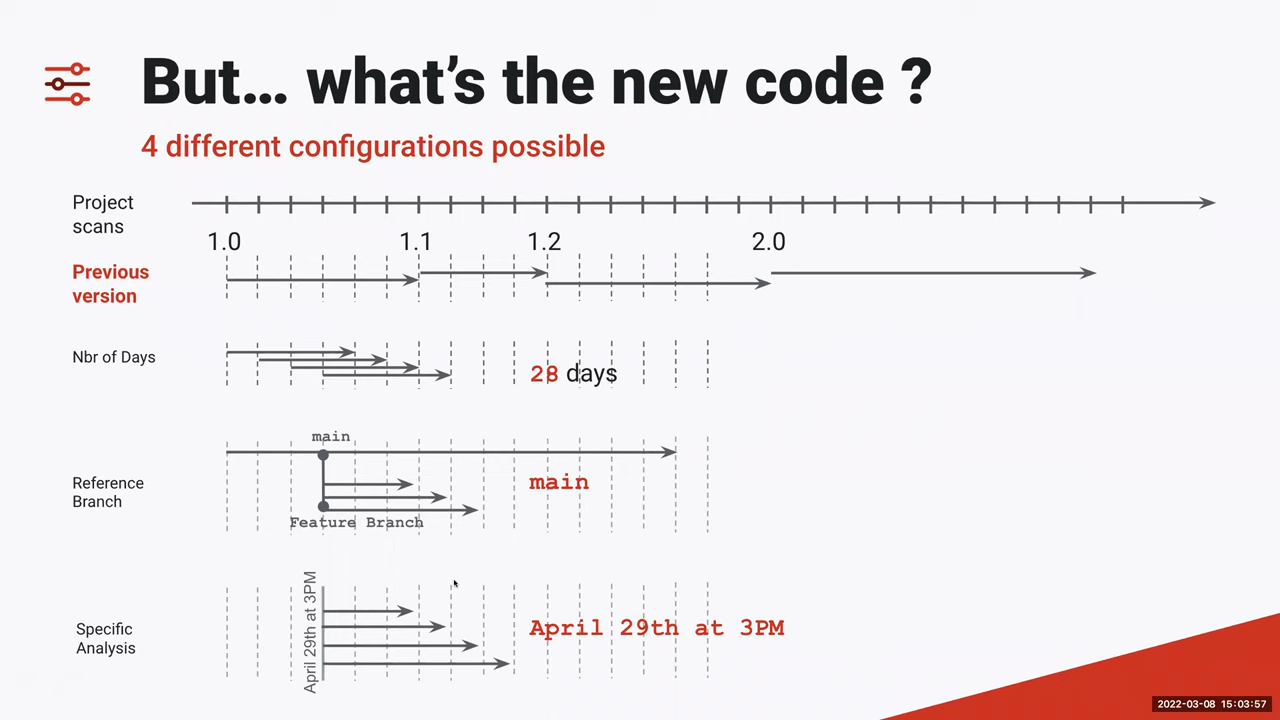 But... what’s the new code ?
4 different configurations possible
Project
scans
1.0 1.1 1.2 2.0
Previous
version
Nbr of Days
28 days
main
Reference
Branch
main
Feature Branch
April 29th at 3PM
Specific
Analysis
April 29th at 3PM
2022-03-08 15:03:57